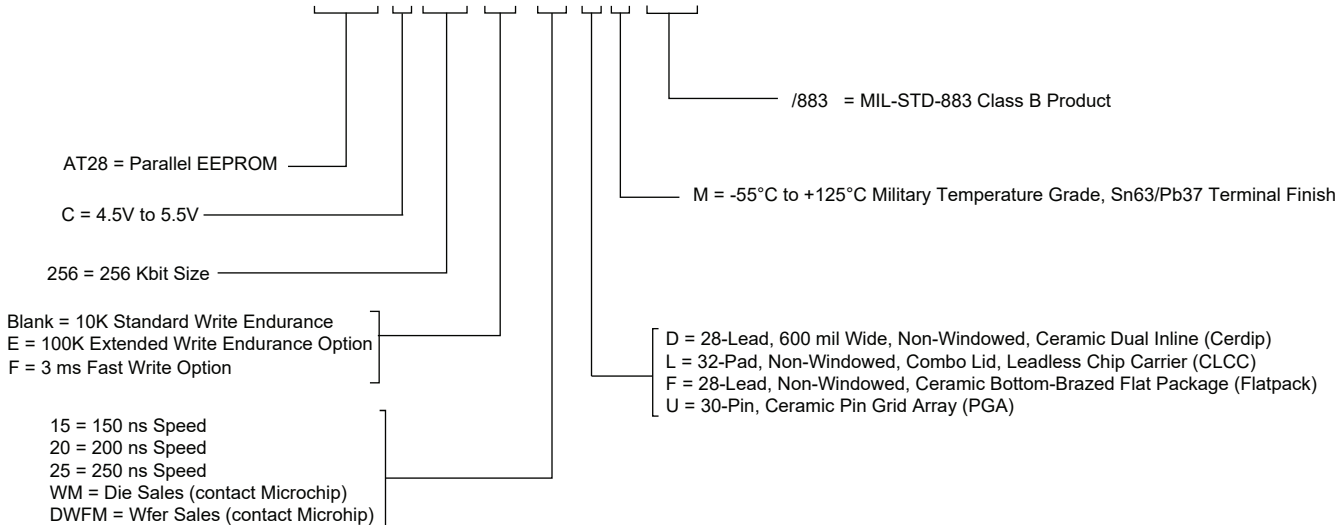 /883 = MIL-STD-883 Class B Product
AT28 = Parallel EEPROM
M = -55°C to +125°C Military Temperature Grade, Sn63/Pb37 Terminal Finish
C = 4.5V to 5.5V
256 = 256 Kbit Size
Blank = 10K Standard Write Endurance
E = 100K Extended Write Endurance Option
F = 3 ms Fast Write Option
D = 28-Lead, 600 mil Wide, Non-Windowed, Ceramic Dual Inline (Cerdip)
L = 32-Pad, Non-Windowed, Combo Lid, Leadless Chip Carrier (CLCC)
F = 28-Lead, Non-Windowed, Ceramic Bottom-Brazed Flat Package (Flatpack)
U = 30-Pin, Ceramic Pin Grid Array (PGA)
15 = 150 ns Speed
20 = 200 ns Speed
25 = 250 ns Speed
WM = Die Sales (contact Microchip)
DWFM = Wfer Sales (contact Microhip)